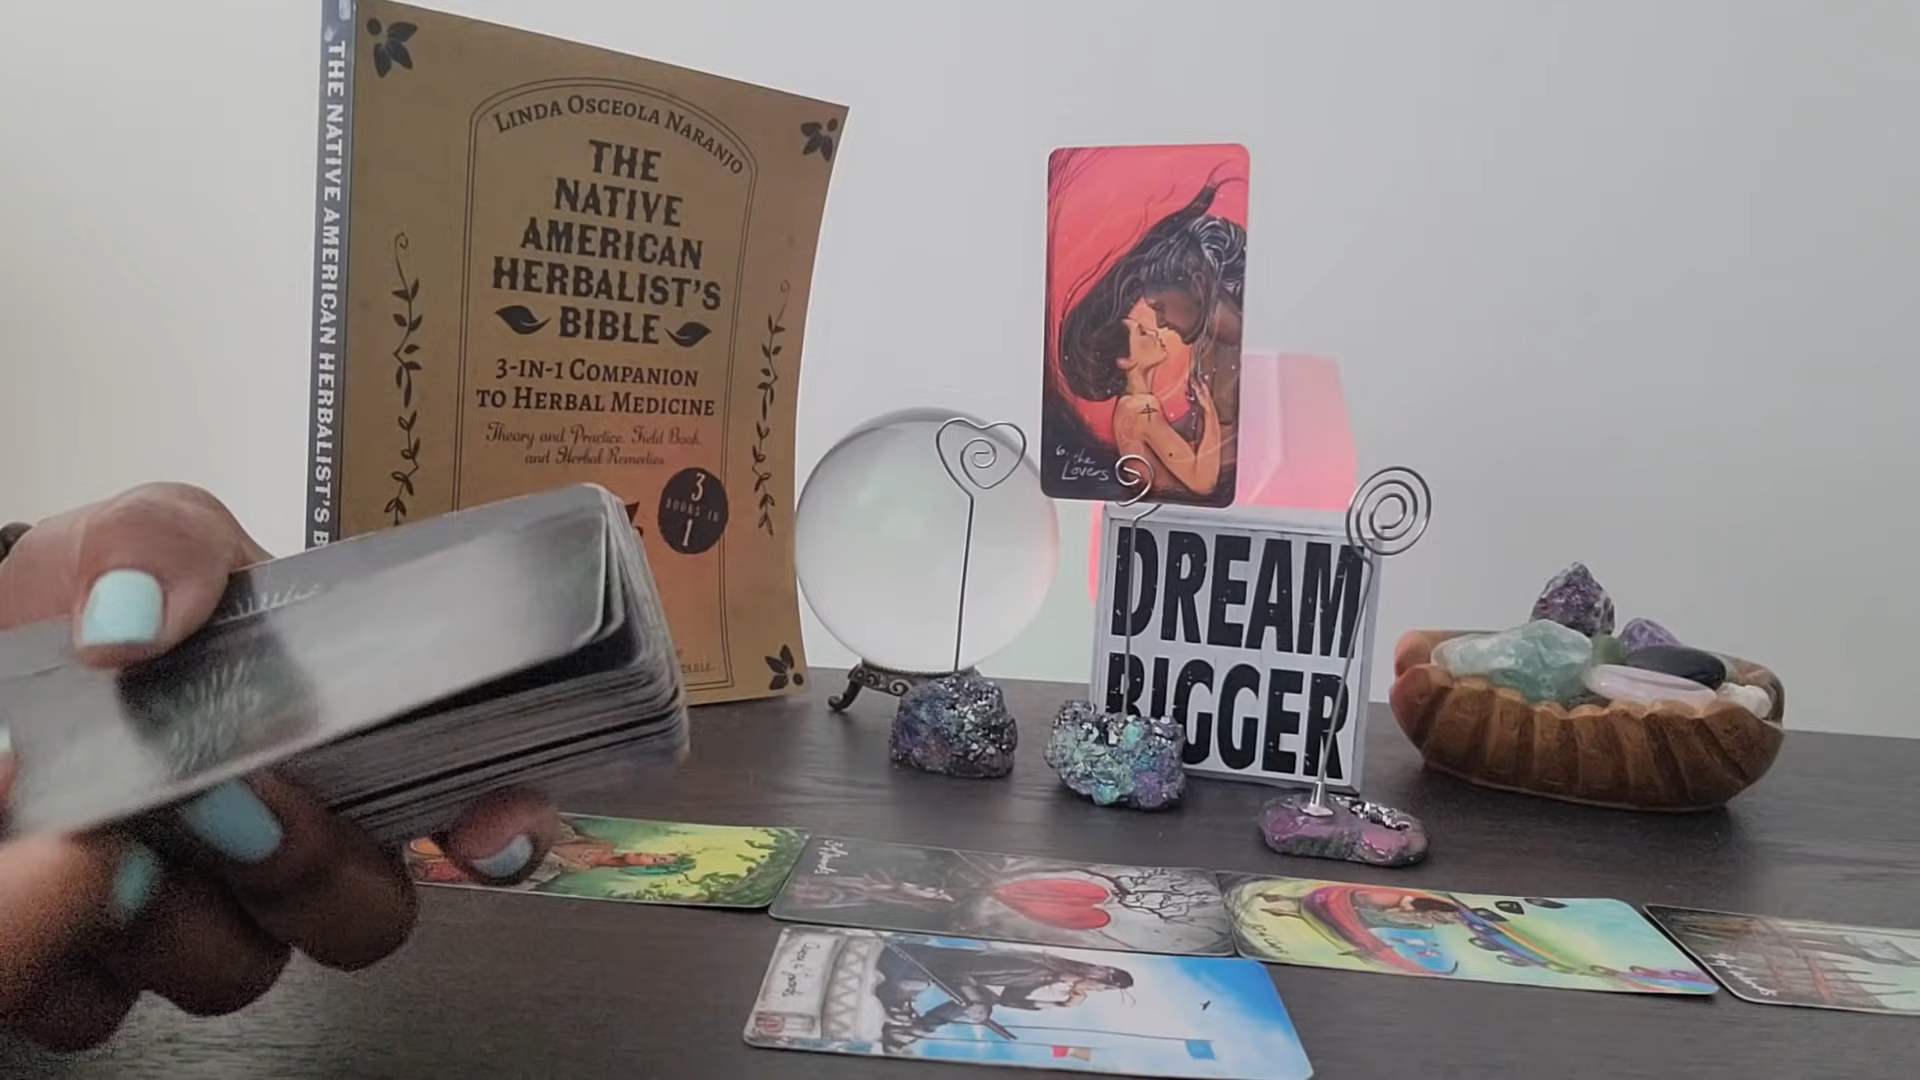 THE NATIVE AMERICAN HERBALIST'S B
LINDA OSCEOLA NARANJO
THE
NATIVE
AMERICAN
HERBALIST'S
BIBLE
3-IN-1 COMPANION
TO HERBAL MEDICINE
Theory and Practice, Field Book,
and Herbal Remedies
3
BOOKS IN
1
6. the
Lovers
DREAM
BIGGER